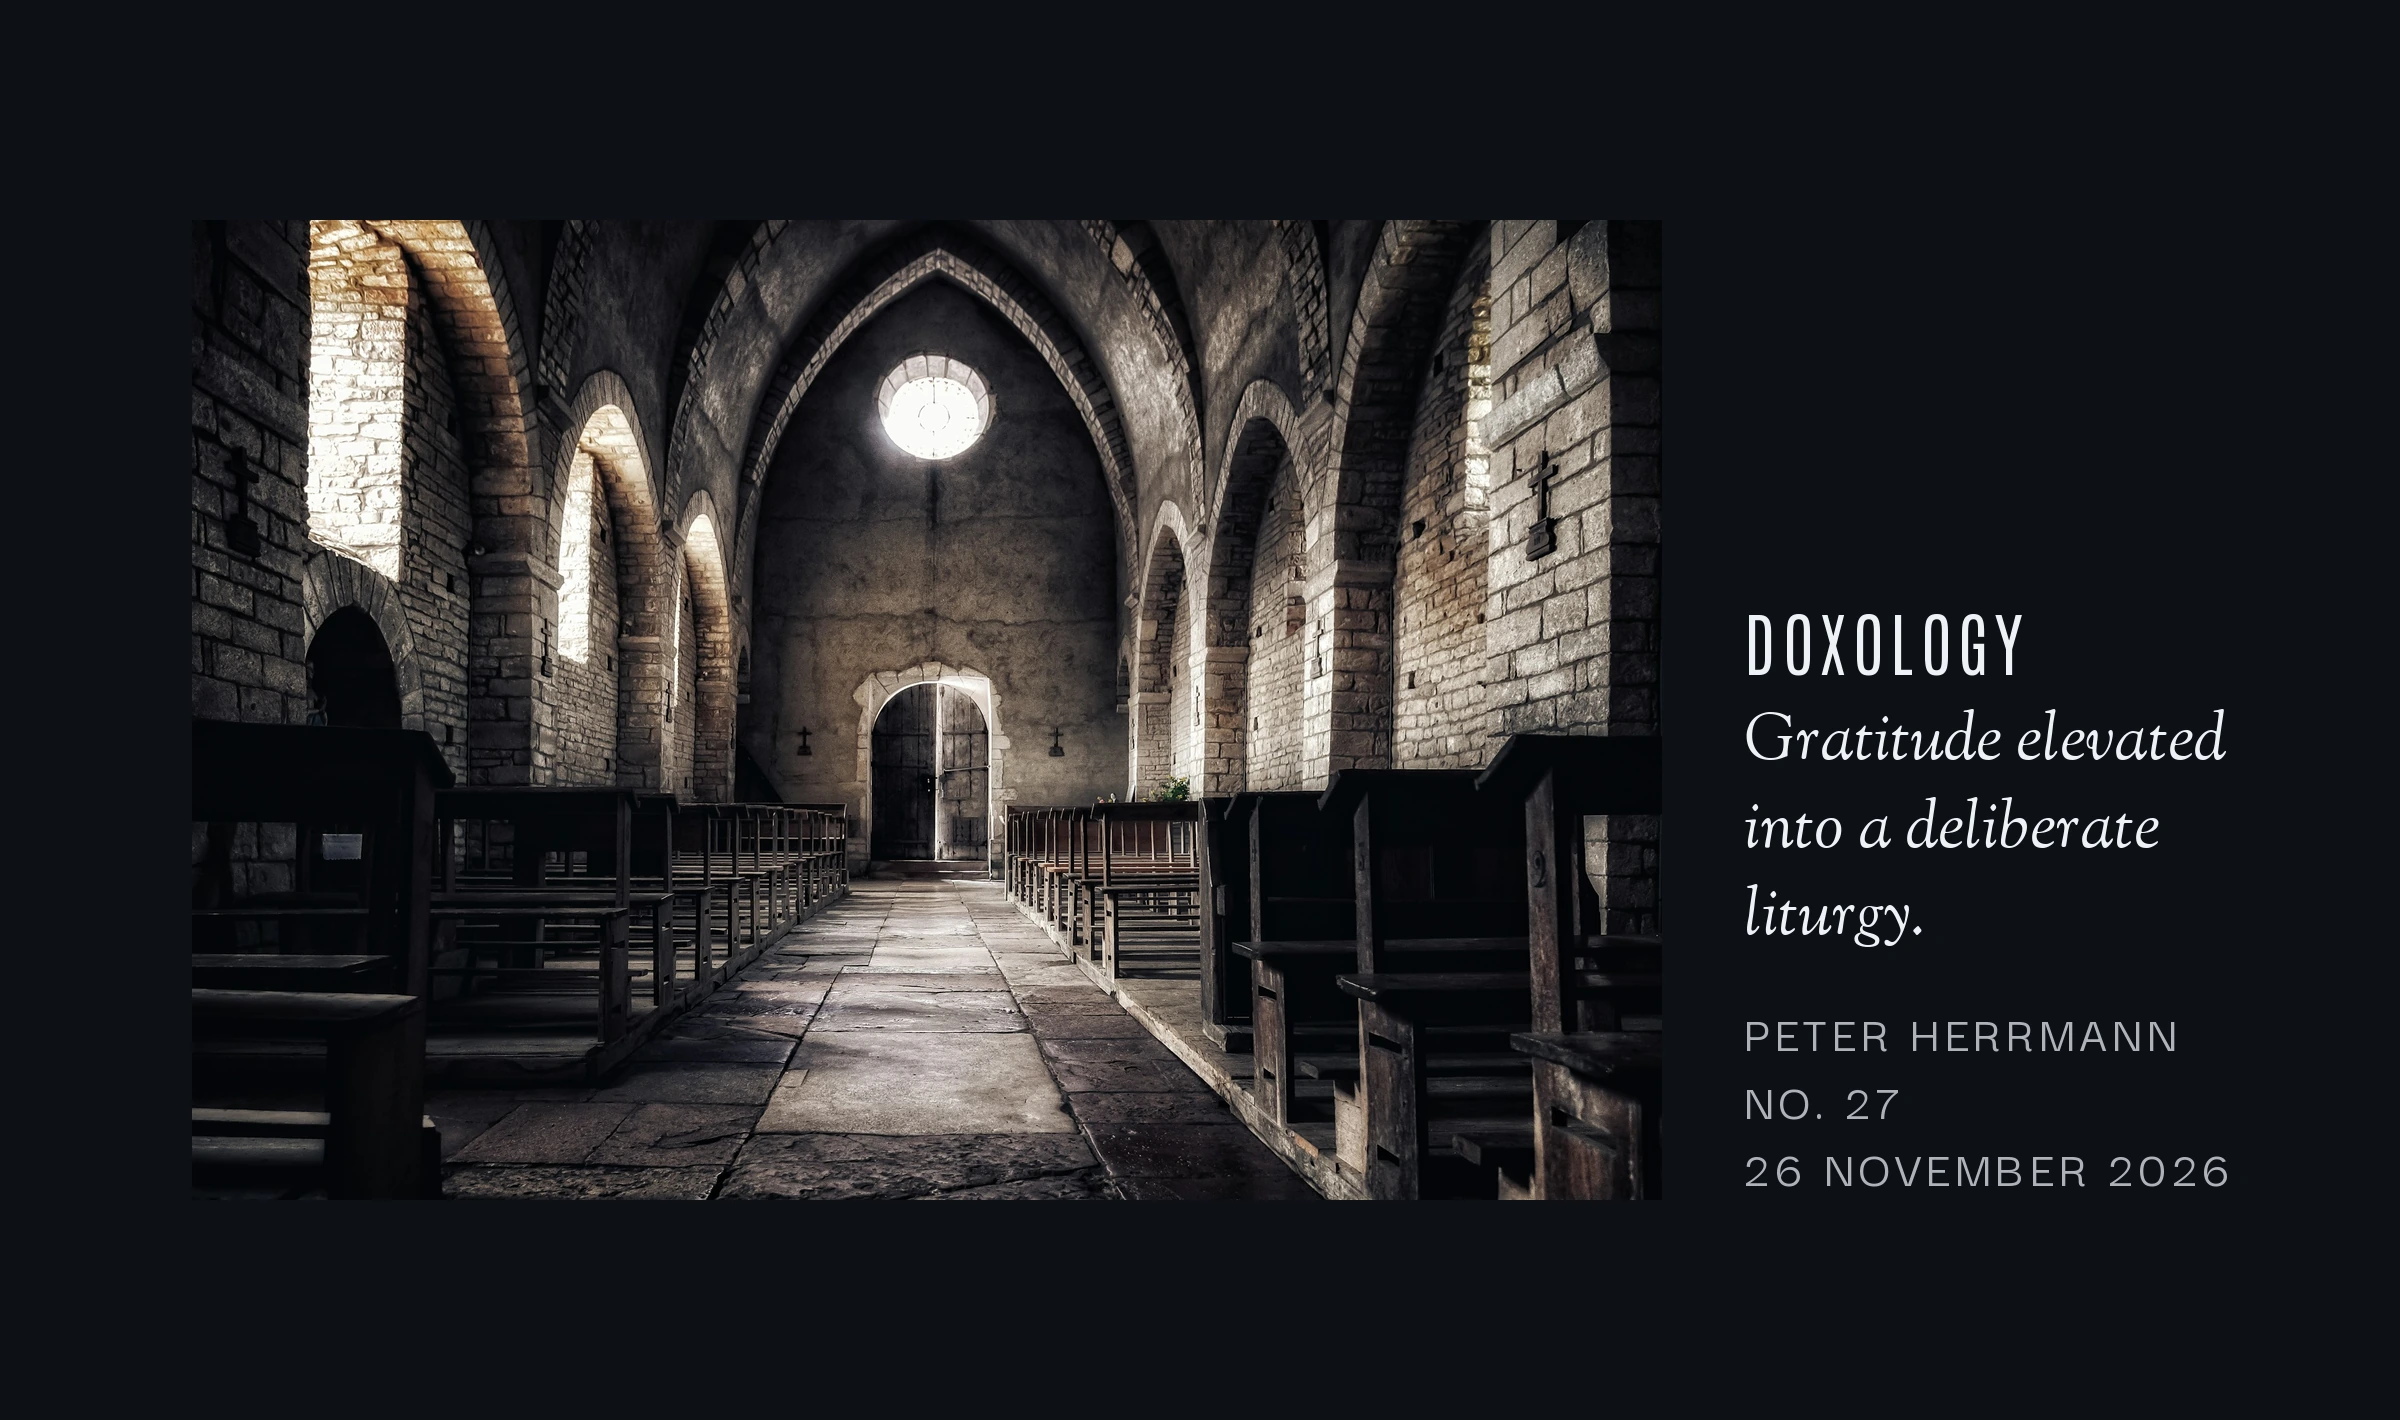 DOXOLOGY
Gratitude elevated
into a deliberate
liturgy.
PETER HERRMANN
NO. 27
26 NOVEMBER 2026